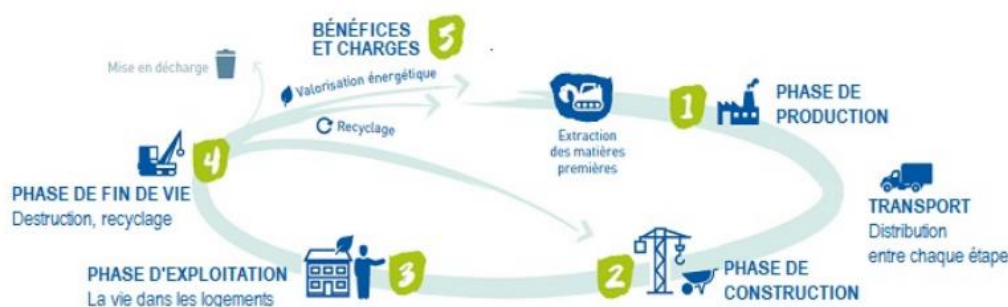 BÉNÉFICES
ET CHARGES
5
Mise en décharge
Valorisation énergétique
Recyclage
Extraction
des matières
premières
1
PHASE DE
PRODUCTION
4
PHASE DE FIN DE VIE
Destruction, recyclage
TRANSPORT
Distribution
entre chaque étape
PHASE D'EXPLOITATION
La vie dans les logements
3
2
PHASE DE
CONSTRUCTION